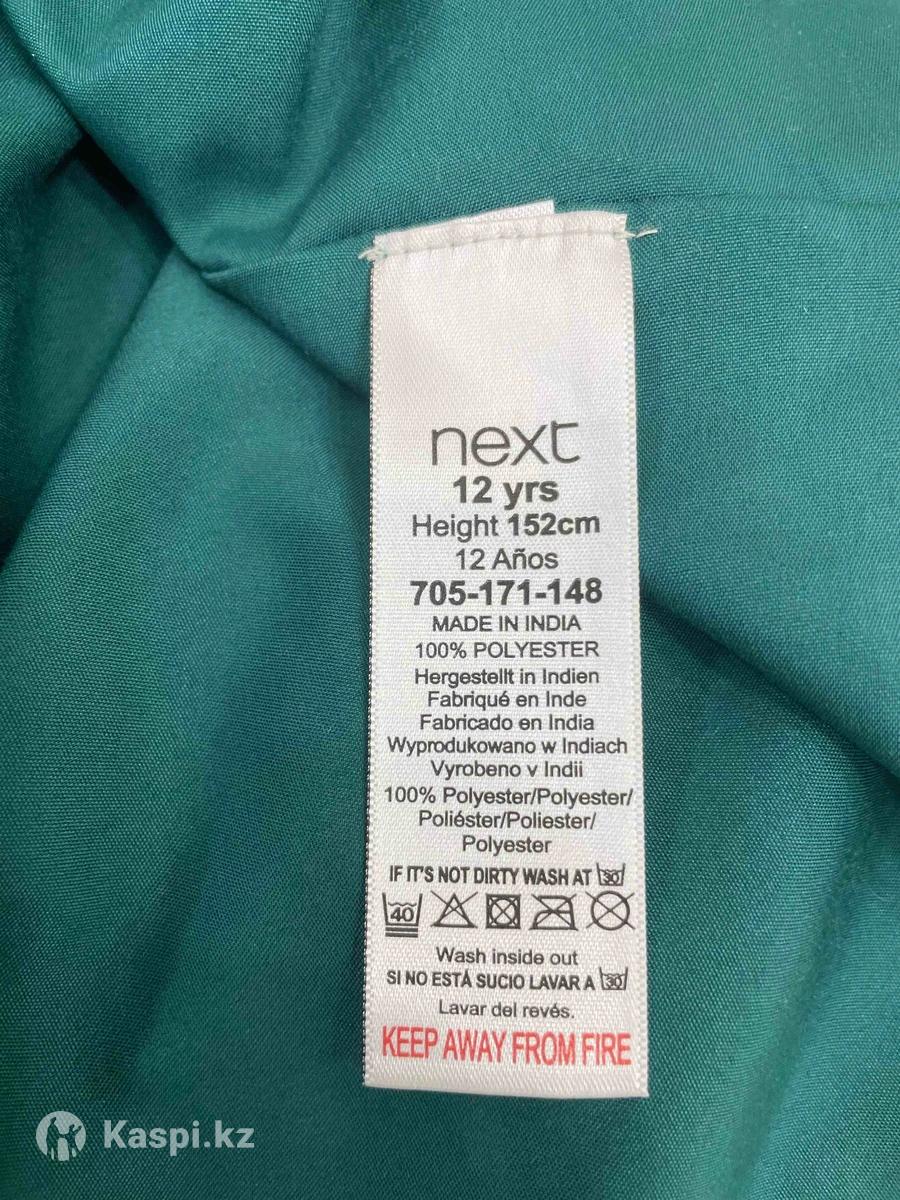 next
12 yrs
Height 152cm
12 Años
705-171-148
MADE IN INDIA
100% POLYESTER
Hergestellt in Indien
Fabriqué en Inde
Fabricado en India
Wyprodukowano w Indiach
Vyrobeno v Indii
100% Polyester/Polyester/
Poliéster/Poliester/
Polyester
IF IT'S NOT DIRTY WASH AT 30
40
Wash inside out
SI NO ESTÁ SUCIO LAVAR A 30
Lavar del revés.
KEEP AWAY FROM FIRE
Kaspi.kz